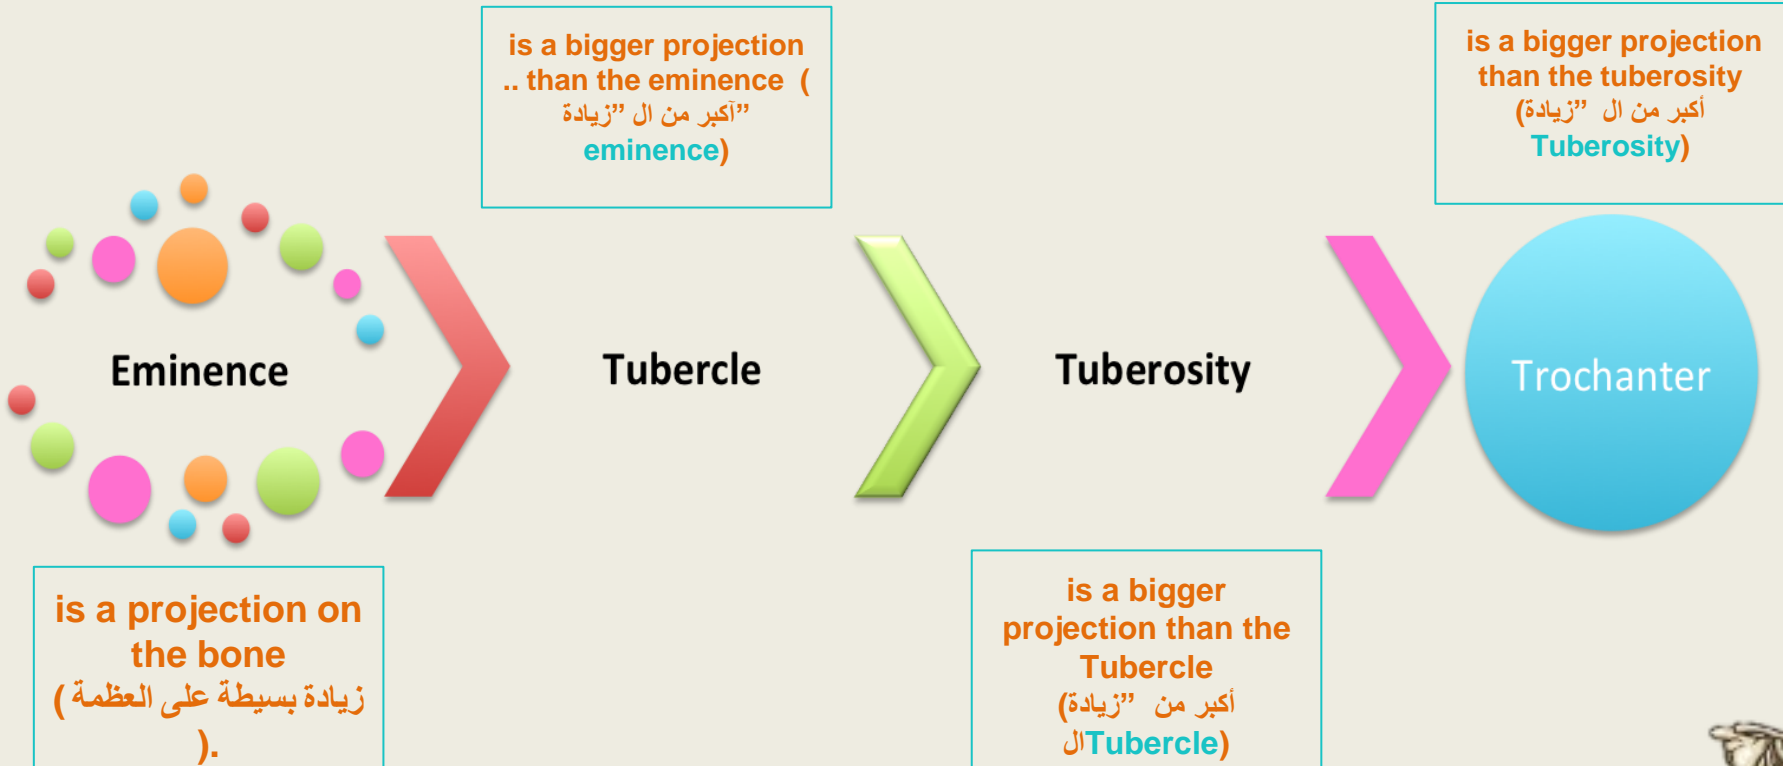 is a bigger projection
.. than the eminence (
”آكبر من ال ”زيادة
eminence)
is a bigger projection
than the tuberosity
أكبر من ال ”زيادة)
Tuberosity)
Eminence
Tubercle
Tuberosity
Trochanter
is a projection on
the bone
زيادة بسيطة على العظمة )
).
is a bigger
projection than the
Tubercle
أكبر من ”زيادة)
الTubercle)